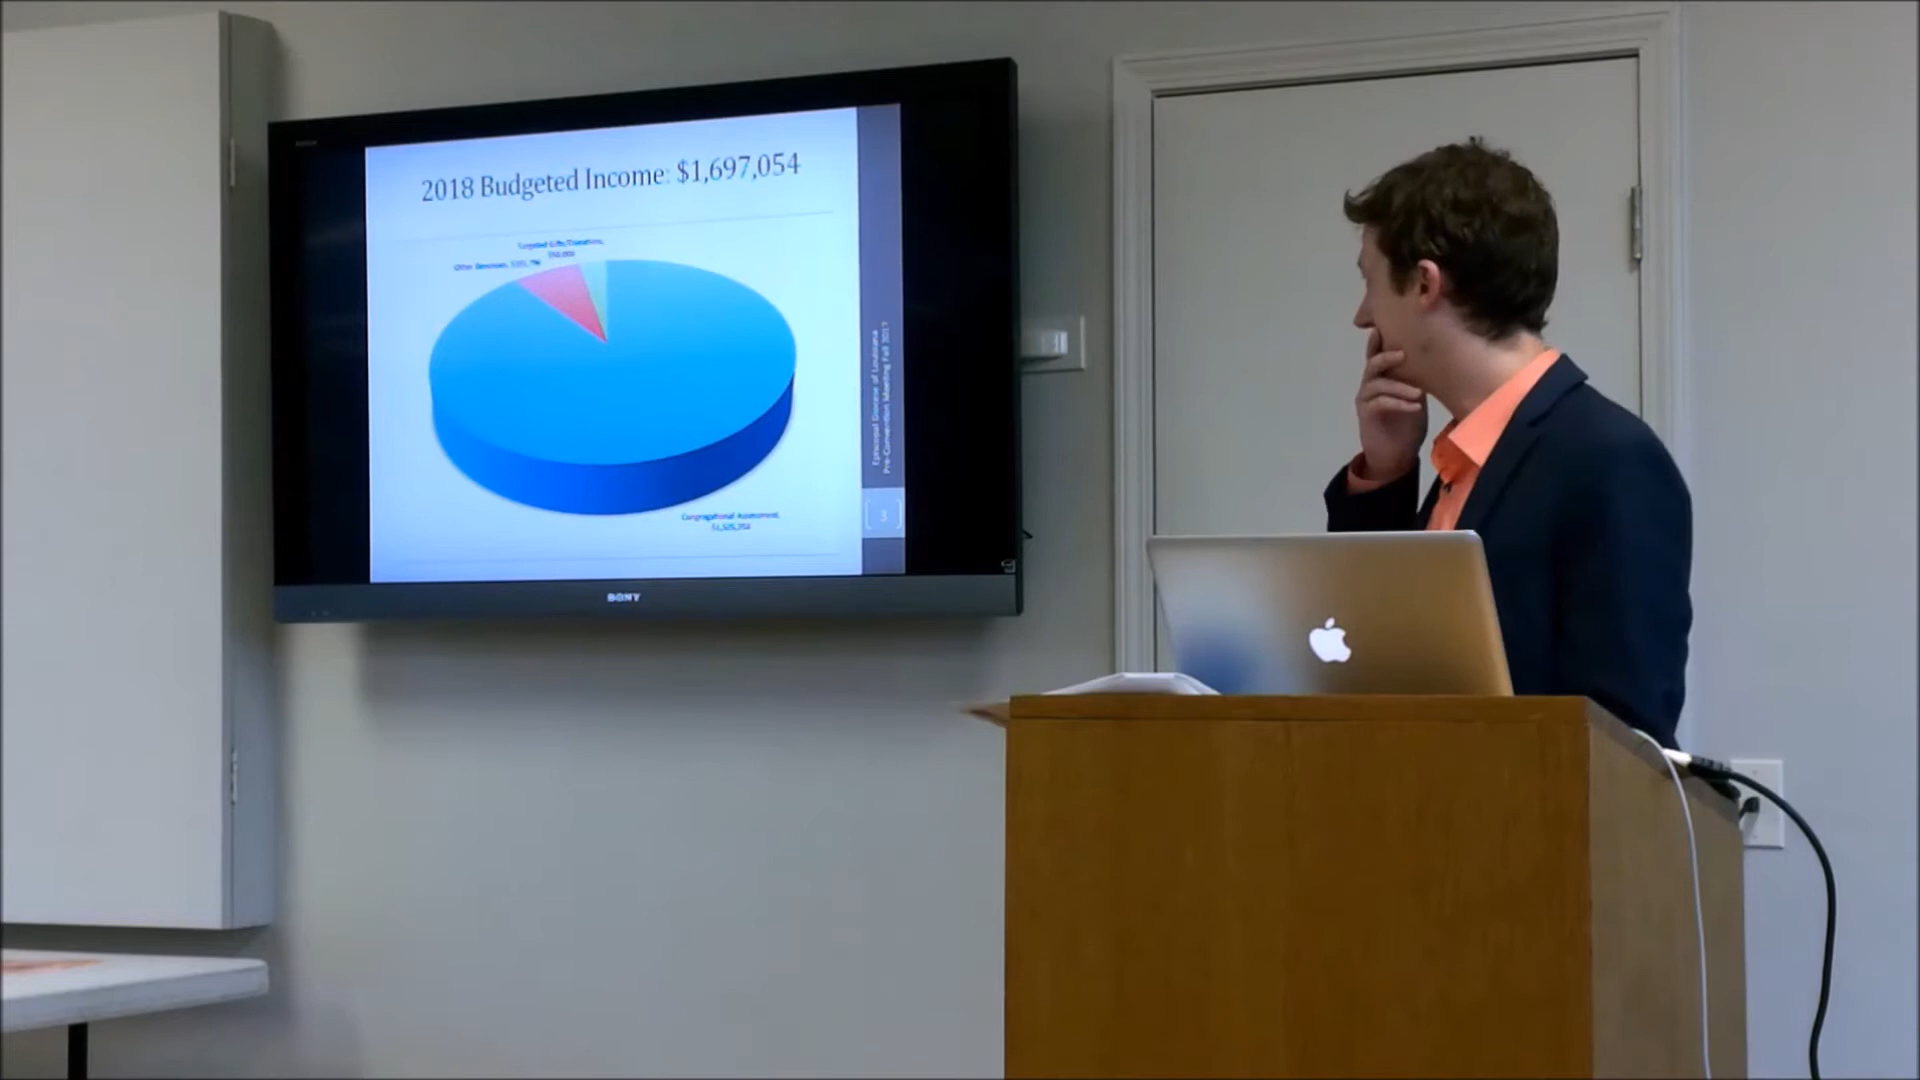 2018 Budgeted Income: $1,697,054
Targeted Gifts/Donations,
Other Revenues,
Congregational Assessment,
Episcopal Diocese of Louisiana
Pre-Convention Meeting Fall 2017
3
SONY